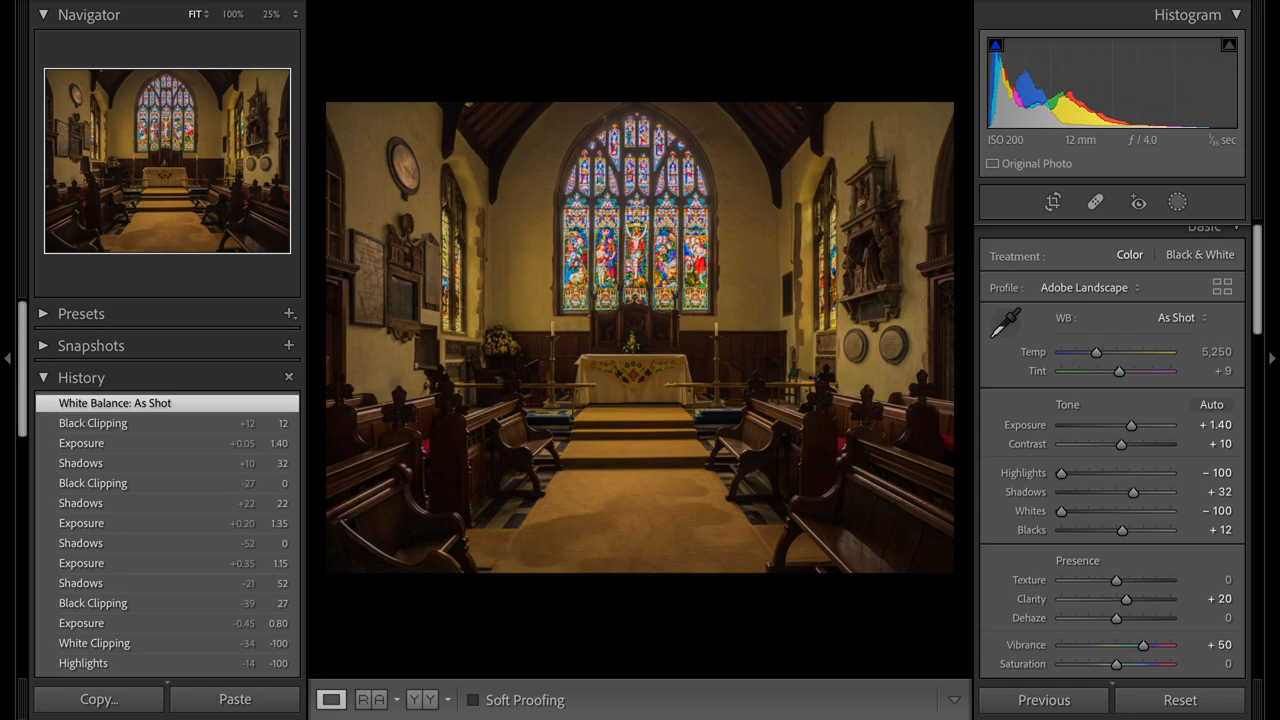 Navigator FIT 100% 25%
Presets
Snapshots
History
White Balance: As Shot
Black Clipping +12 12
Exposure +0.05 1.40
Shadows +10 32
Black Clipping -27 0
Shadows +22 22
Exposure +0.20 1.35
Shadows -52 0
Exposure +0.35 1.15
Shadows -21 52
Black Clipping -39 27
Exposure -0.45 0.80
White Clipping -34 -100
Highlights -14 -100
Copy... Paste
R A Y Y Soft Proofing
Histogram
ISO 200 12 mm ƒ / 4.0 1/15 sec
Original Photo
Basic
Treatment : Color Black & White
Profile : Adobe Landscape
WB : As Shot
Temp 5,250
Tint + 9
Tone Auto
Exposure + 1.40
Contrast + 10
Highlights – 100
Shadows + 32
Whites – 100
Blacks + 12
Presence
Texture 0
Clarity + 20
Dehaze 0
Vibrance + 50
Saturation 0
Previous Reset